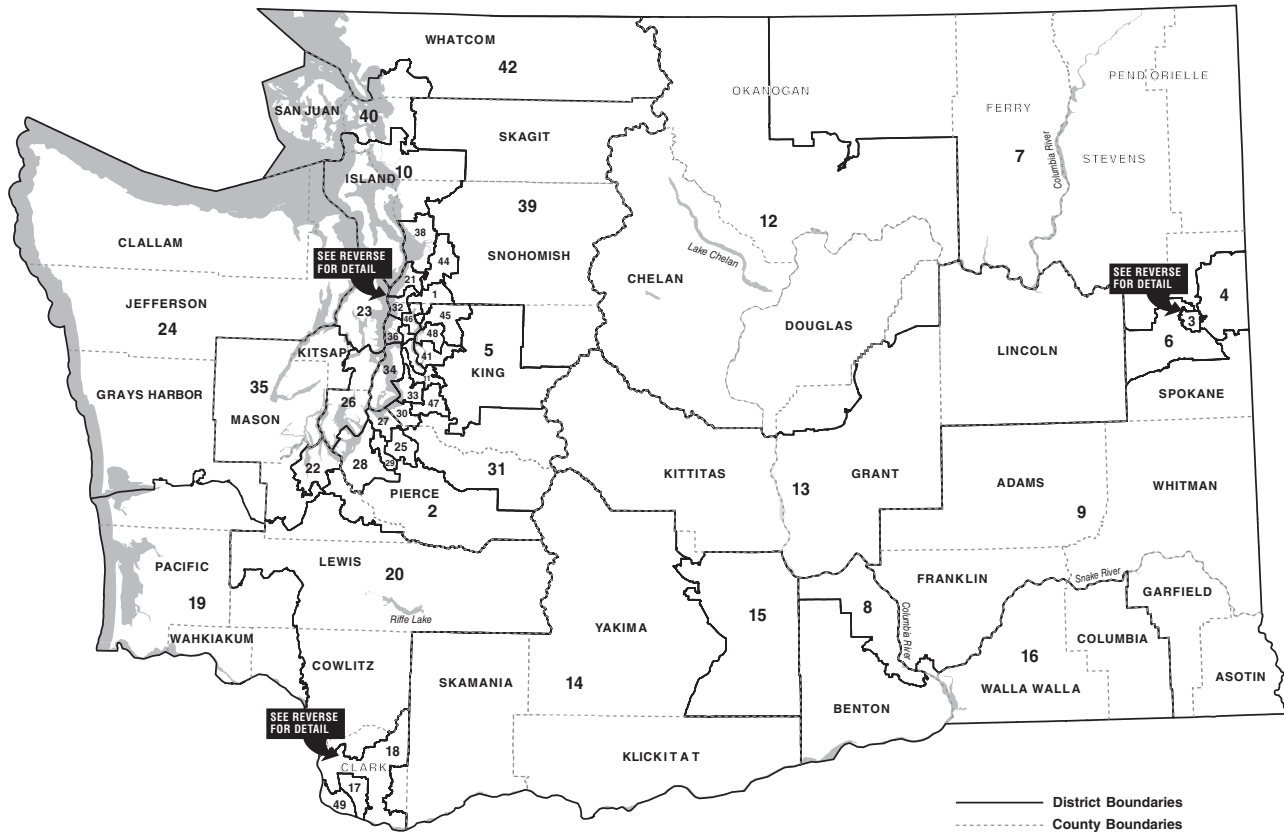 WHATCOM
42
OKANOGAN
PEND ORIELLE
FERRY
SAN JUAN
40
SKAGIT
7
Columbia River
STEVENS
ISLAND
10
39
12
CLALLAM
38
SNOHOMISH
Lake Chelan
SEE REVERSE
FOR DETAIL
44
CHELAN
SEE REVERSE
FOR DETAIL
21
1
4
JEFFERSON
24
23
32
46
45
DOUGLAS
3
36
48
5
6
LINCOLN
KITSAP
41
KING
34
35
GRAYS HARBOR
SPOKANE
MASON
26
33
47
30
27
25
22
28
29
31
KITTITAS
GRANT
ADAMS
WHITMAN
13
PIERCE
2
9
LEWIS
PACIFIC
20
FRANKLIN
Snake River
GARFIELD
19
8
15
Columbia River
Riffe Lake
YAKIMA
WAHKIAKUM
COLUMBIA
16
COWLITZ
SKAMANIA
14
WALLA WALLA
ASOTIN
BENTON
SEE REVERSE
FOR DETAIL
18
KLICKITAT
CLARK
17
49
District Boundaries
County Boundaries